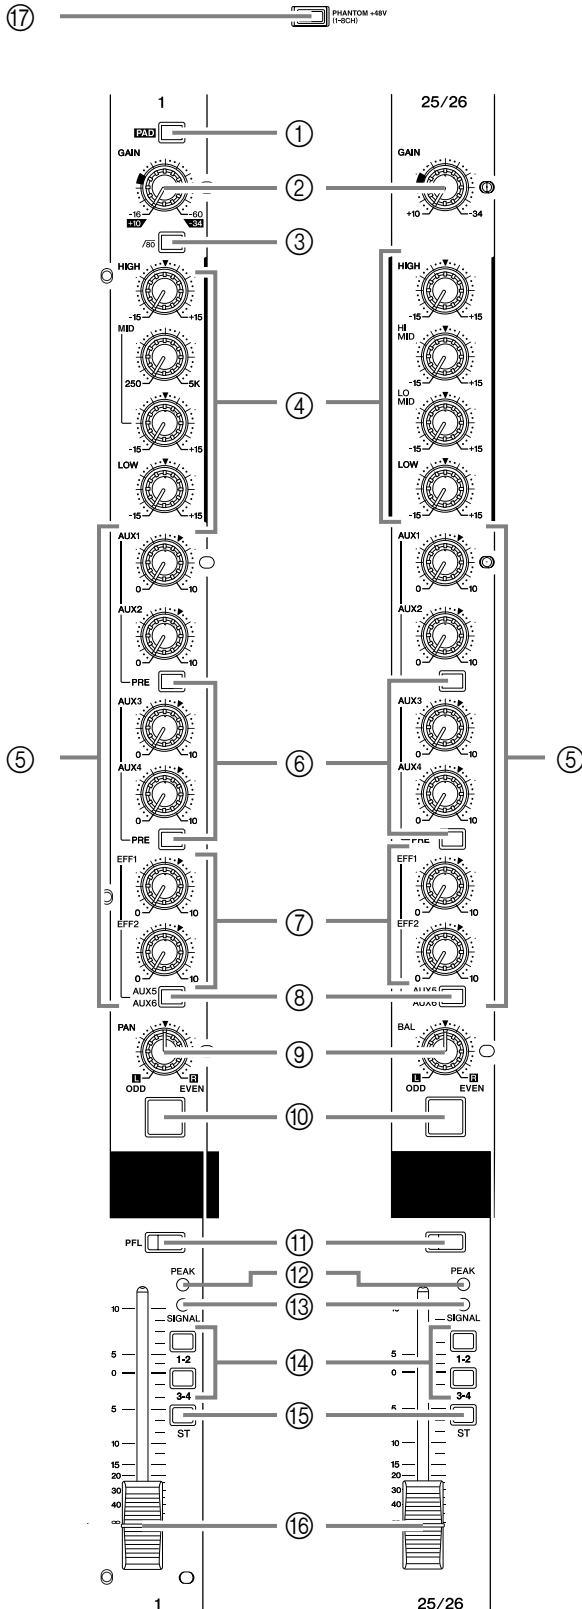 ⑰ PHANTOM +48V
(1-8CH)
1 25/26
PAD ①
GAIN GAIN
②
-16 -60 +10 -34
+10 -34
/80 ③
HIGH HIGH
-15 +15 -15 +15
MID HI MID
250 5K -15 +15
④
LO MID
-15 +15 -15 +15
LOW LOW
-15 +15 -15 +15
AUX1 AUX1
0 10 0 10
AUX2 AUX2
0 10 0 10
PRE
AUX3 AUX3
0 10 0 10
⑤ ⑥ ⑤
AUX4 AUX4
0 10 0 10
PRE PRE
EFF1 EFF1
0 10 0 10
⑦
EFF2 EFF2
0 10 0 10
AUX5 ⑧ AUX5
AUX6 AUX6
PAN BAL
⑨
L R L R
ODD EVEN ODD EVEN
⑩
PFL ⑪
PEAK ⑫ PEAK
10 ⑬ 10
SIGNAL SIGNAL
5 1-2 ⑭ 5 1-2
0 0
3-4 3-4
5 ⑮ 5
ST ST
10 10
15 15
20 20
30 30
40 40
∞ ⑯ ∞
1 25/26